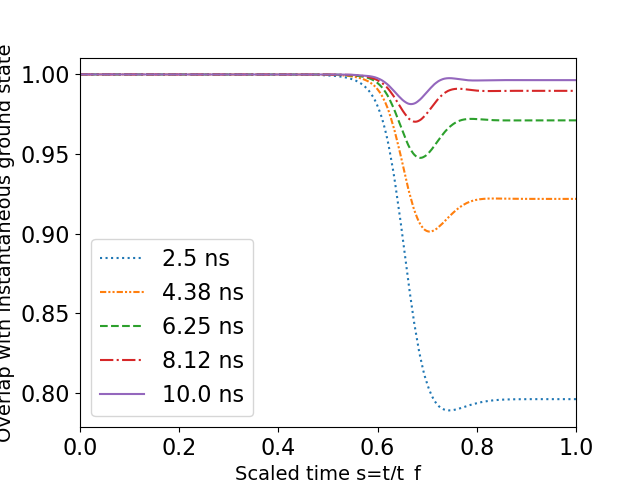 Overlap with instantaneous ground state
1.00
0.95
0.90
0.85
0.80
2.5 ns
4.38 ns
6.25 ns
8.12 ns
10.0 ns
0.0 0.2 0.4 0.6 0.8 1.0
Scaled time s=t/t_f